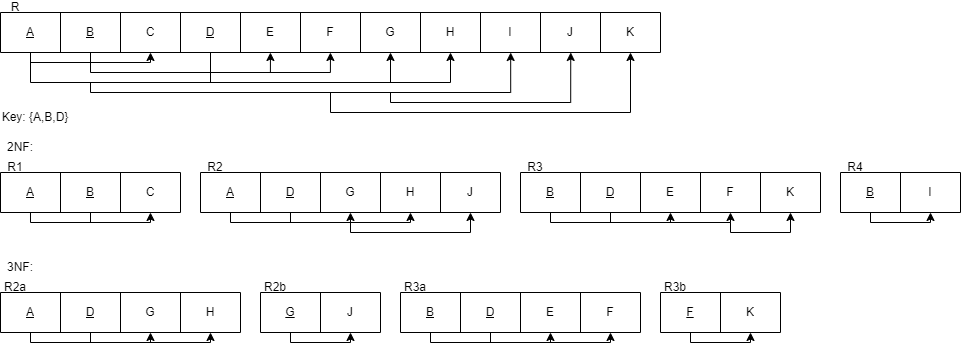 R
A B C D E F G H I J K
Key: {A,B,D}
2NF:
R1 R2 R3 R4
A B C A D G H J B D E F K B I
3NF:
R2a R2b R3a R3b
A D G H G J B D E F F K